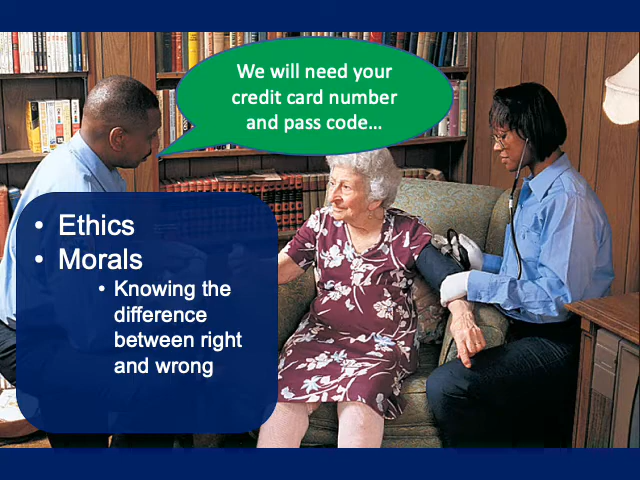 We will need your
credit card number
and pass code...
• Ethics
• Morals
• Knowing the
difference
between right
and wrong